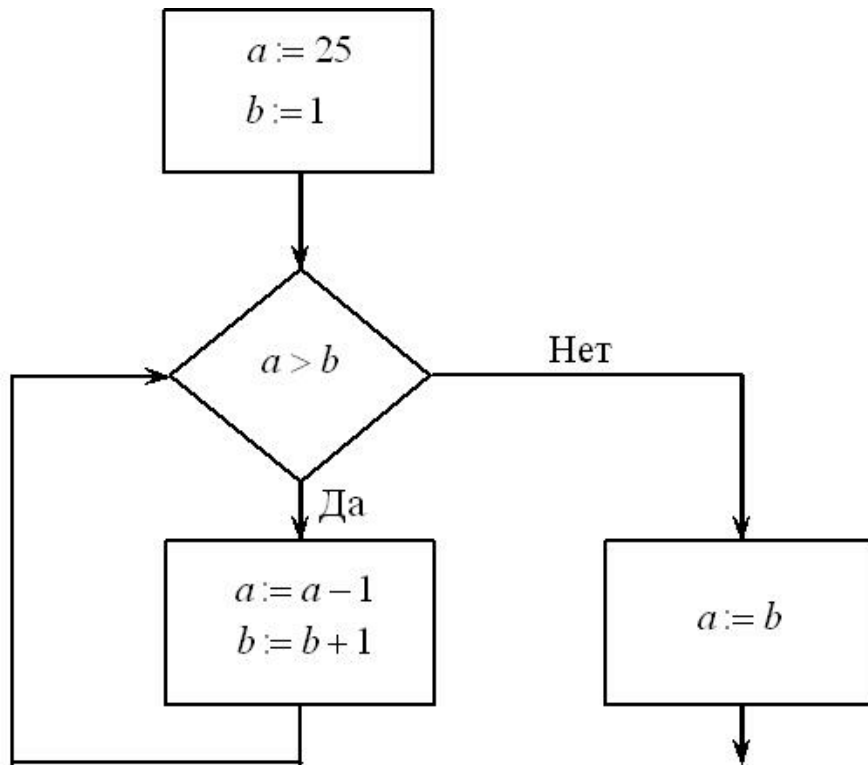 a := 25
b := 1
a > b
Нет
Да
a := a − 1
b := b + 1
a := b